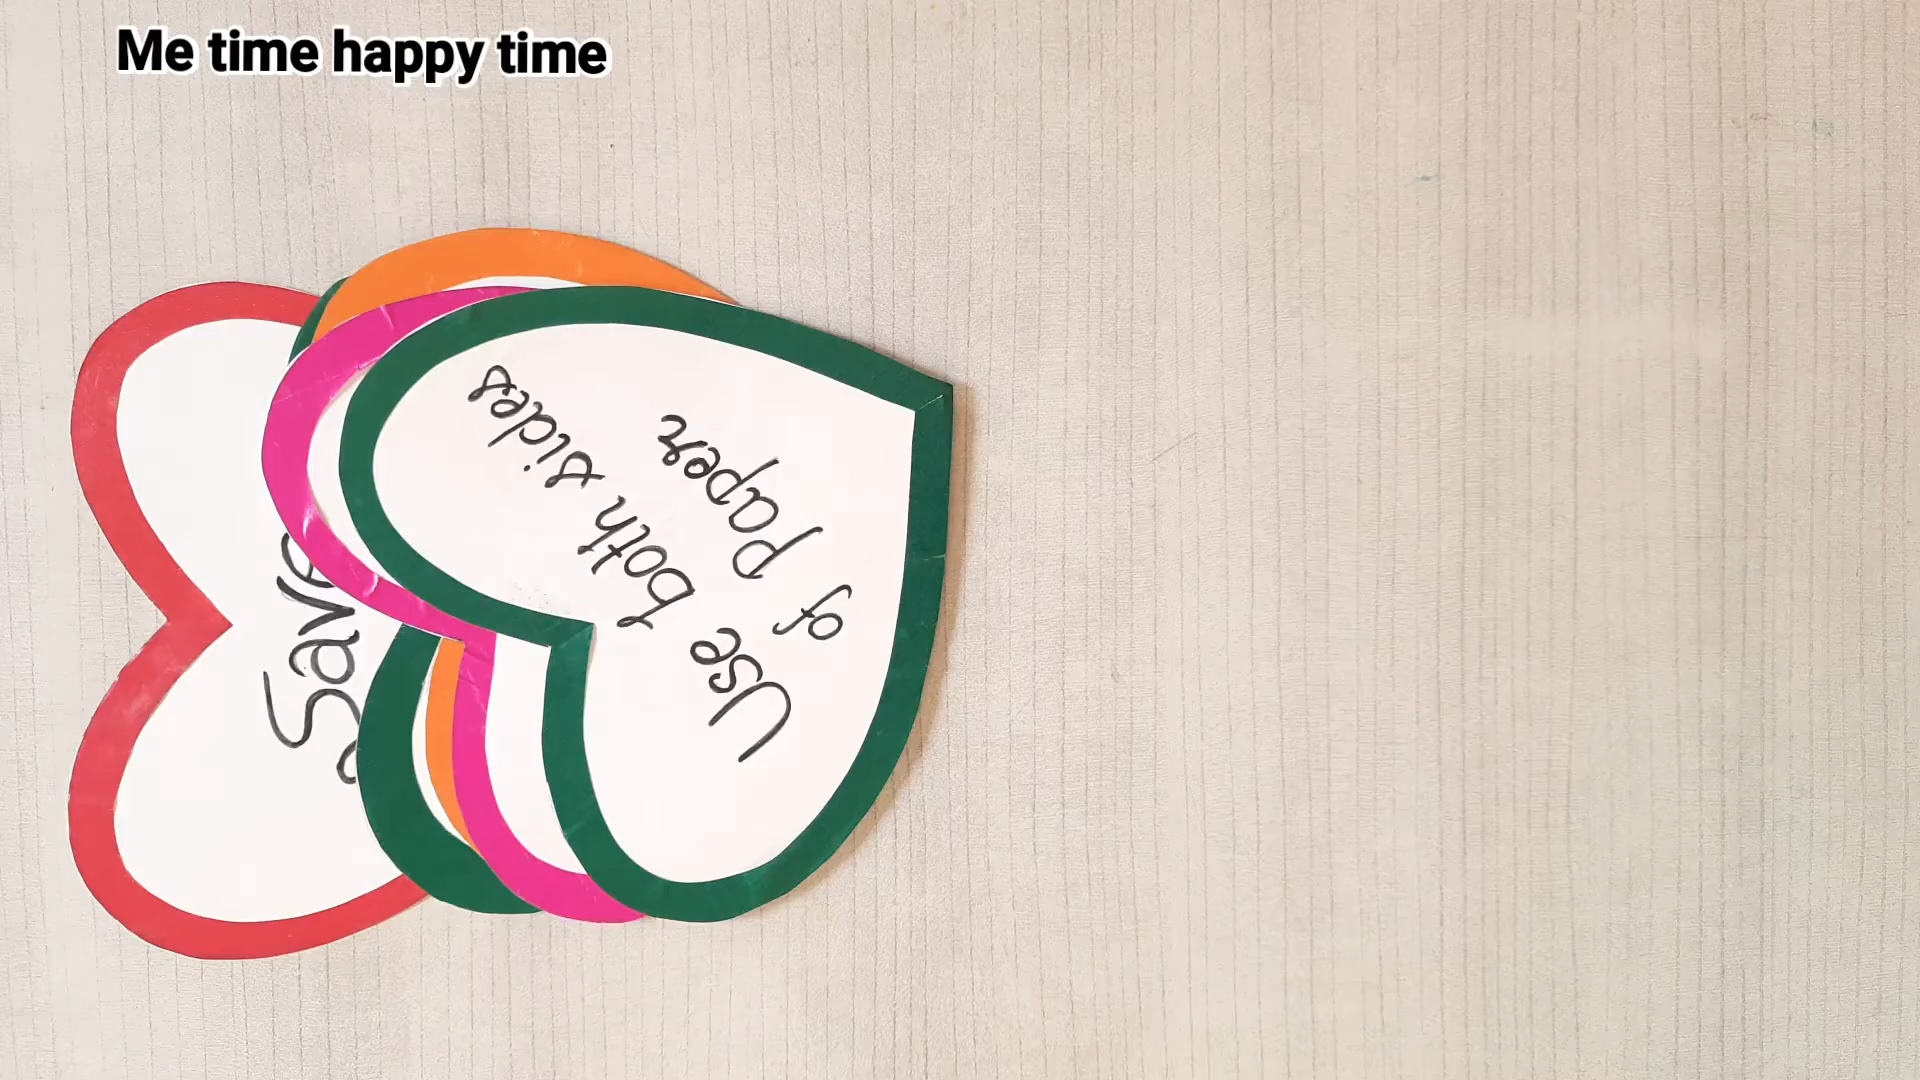 Me time happy time
Save
Use both sides
of paper